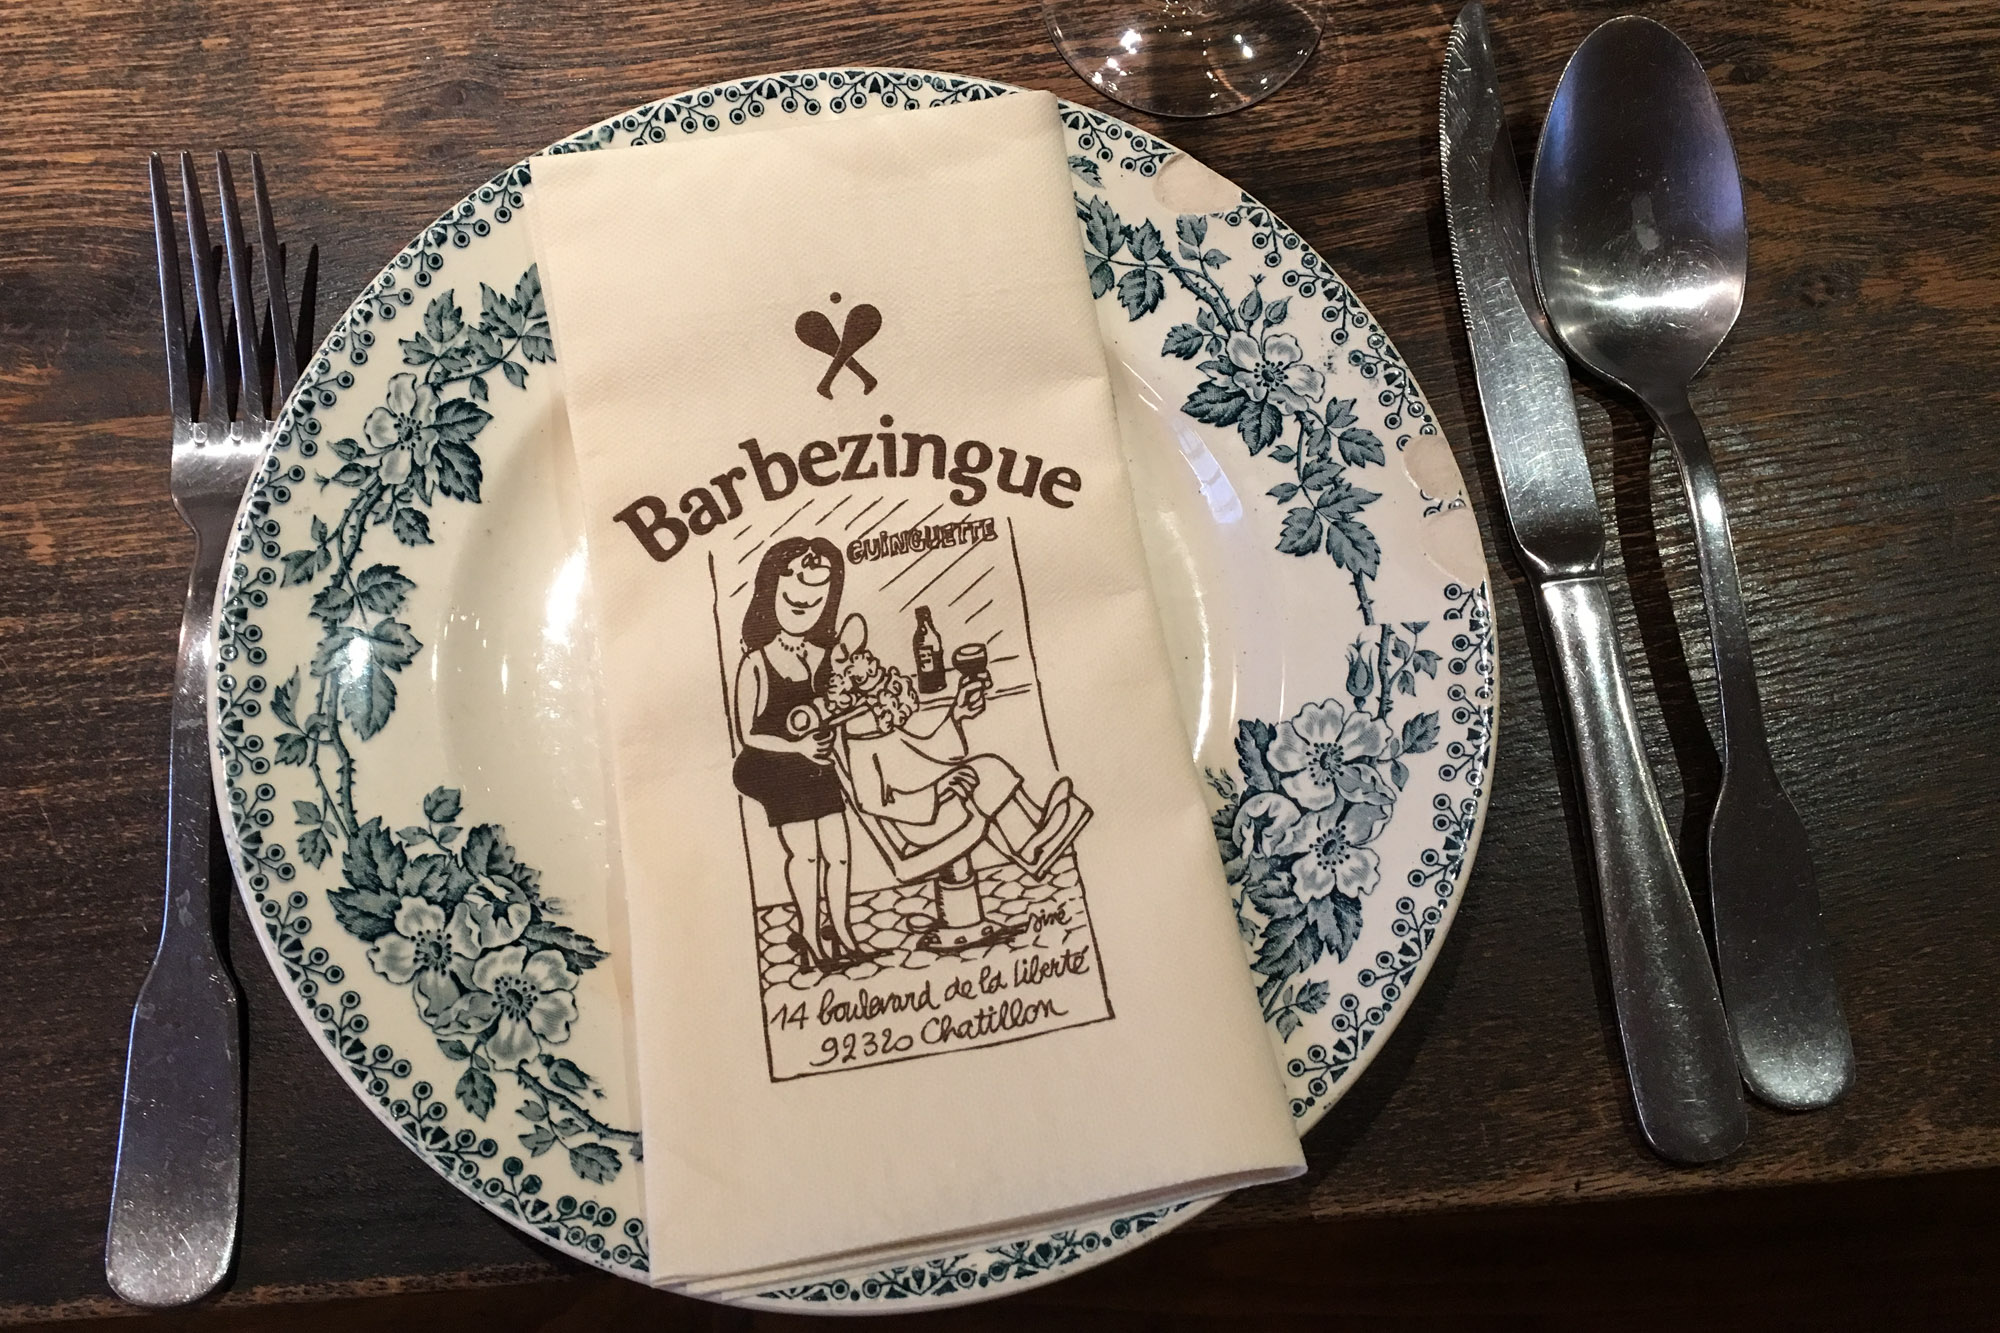 Barbezingue
GUINGUETTE
siné
14 boulevard de la liberté
92320 Chatillon